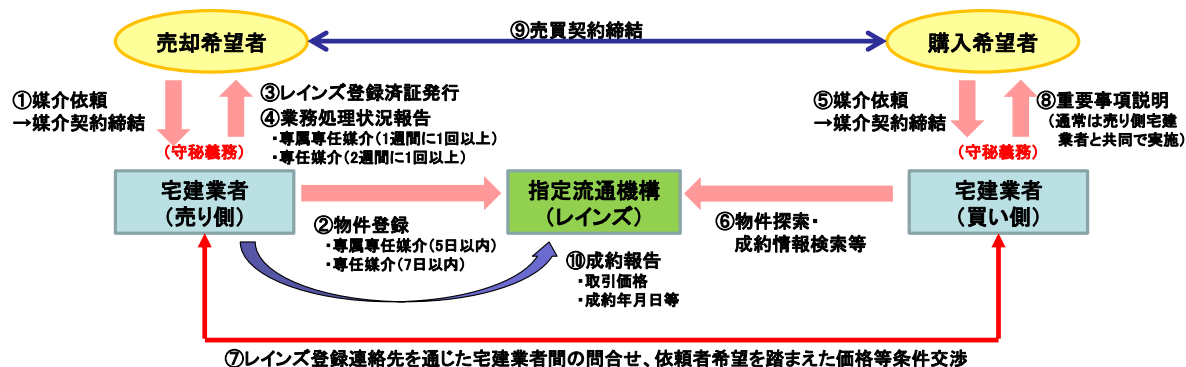 売却希望者
⑨売買契約締結
購入希望者
①媒介依頼
→媒介契約締結
③レインズ登録済証発行
④業務処理状況報告
・専属専任媒介(1週間に1回以上)
・専任媒介(2週間に1回以上)
(守秘義務)
⑤媒介依頼
→媒介契約締結
⑧重要事項説明
(通常は売り側宅建
業者と共同で実施)
(守秘義務)
宅建業者
(売り側)
指定流通機構
(レインズ)
宅建業者
(買い側)
②物件登録
・専属専任媒介(5日以内)
・専任媒介(7日以内)
⑥物件探索・
成約情報検索等
⑩成約報告
・取引価格
・成約年月日等
⑦レインズ登録連絡先を通じた宅建業者間の問合せ、依頼者希望を踏まえた価格等条件交渉